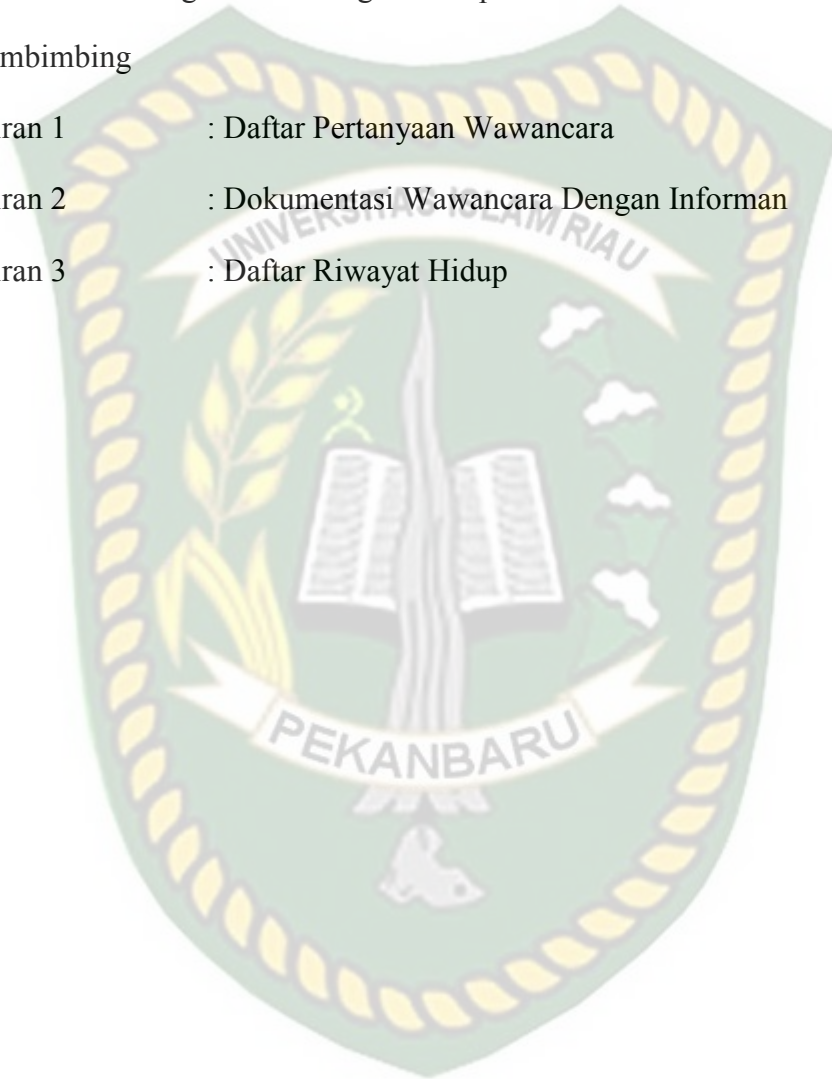 mbimbing
ran 1 : Daftar Pertanyaan Wawancara
ran 2 : Dokumentasi Wawancara Dengan Informan
ran 3 : Daftar Riwayat Hidup
UNIVERSITAS ISLAM RIAU
PEKANBARU